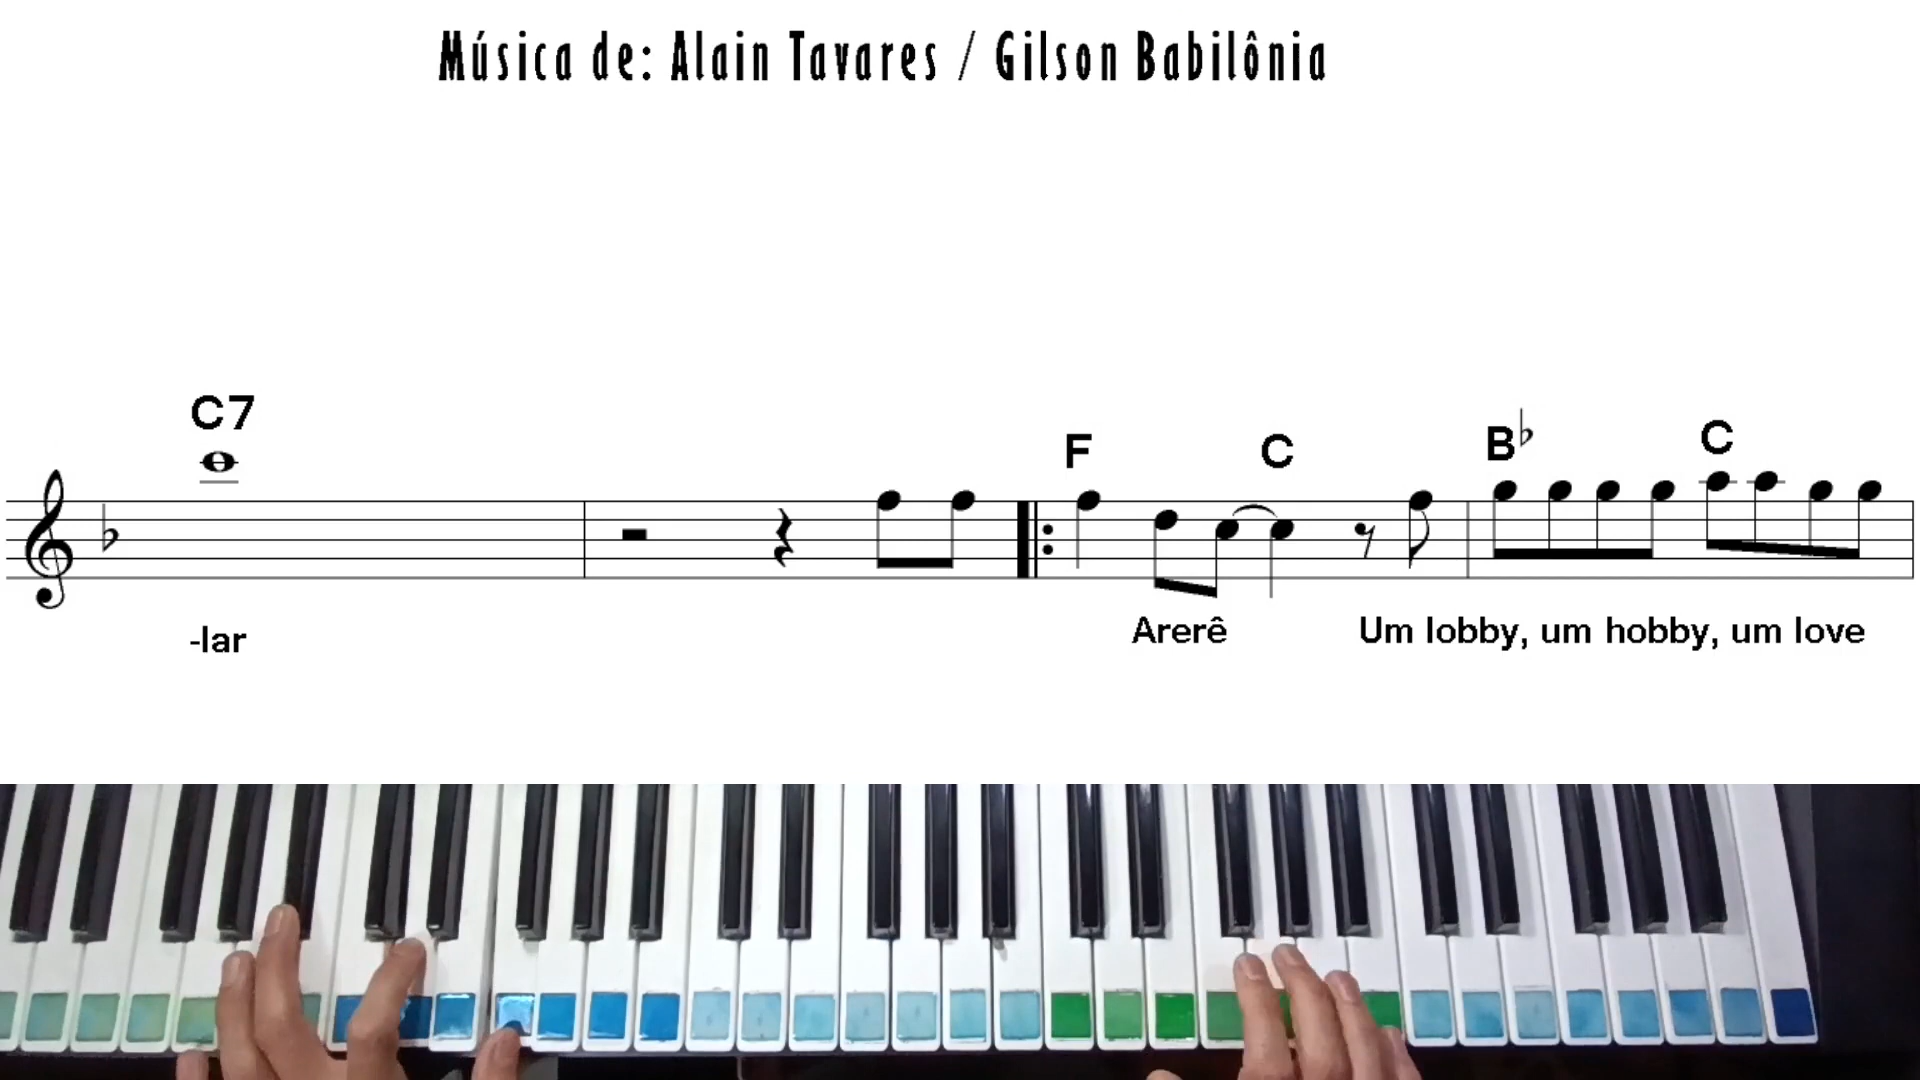 Música de: Alain Tavares / Gilson Babilônia
C7 F C B♭ C
-lar Arerê Um lobby, um hobby, um love